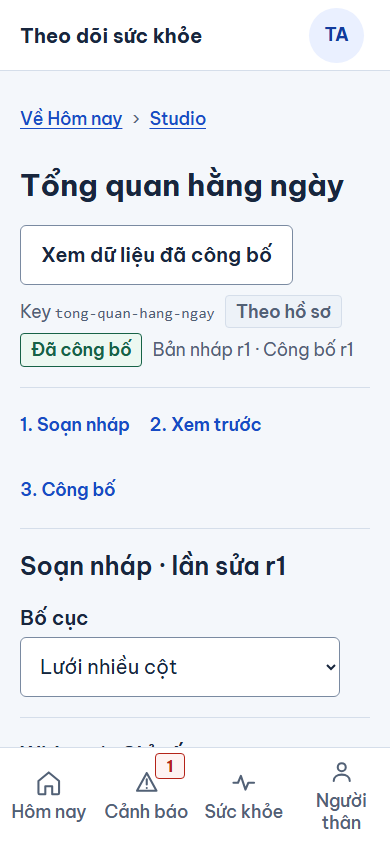 Theo dõi sức khỏe
TA
Về Hôm nay › Studio
Tổng quan hằng ngày
Xem dữ liệu đã công bố
Key tong-quan-hang-ngay Theo hồ sơ
Đã công bố Bản nháp r1 · Công bố r1
1. Soạn nháp 2. Xem trước
3. Công bố
Soạn nháp · lần sửa r1
Bố cục
Lưới nhiều cột
1
Hôm nay Cảnh báo Sức khỏe Người
thân